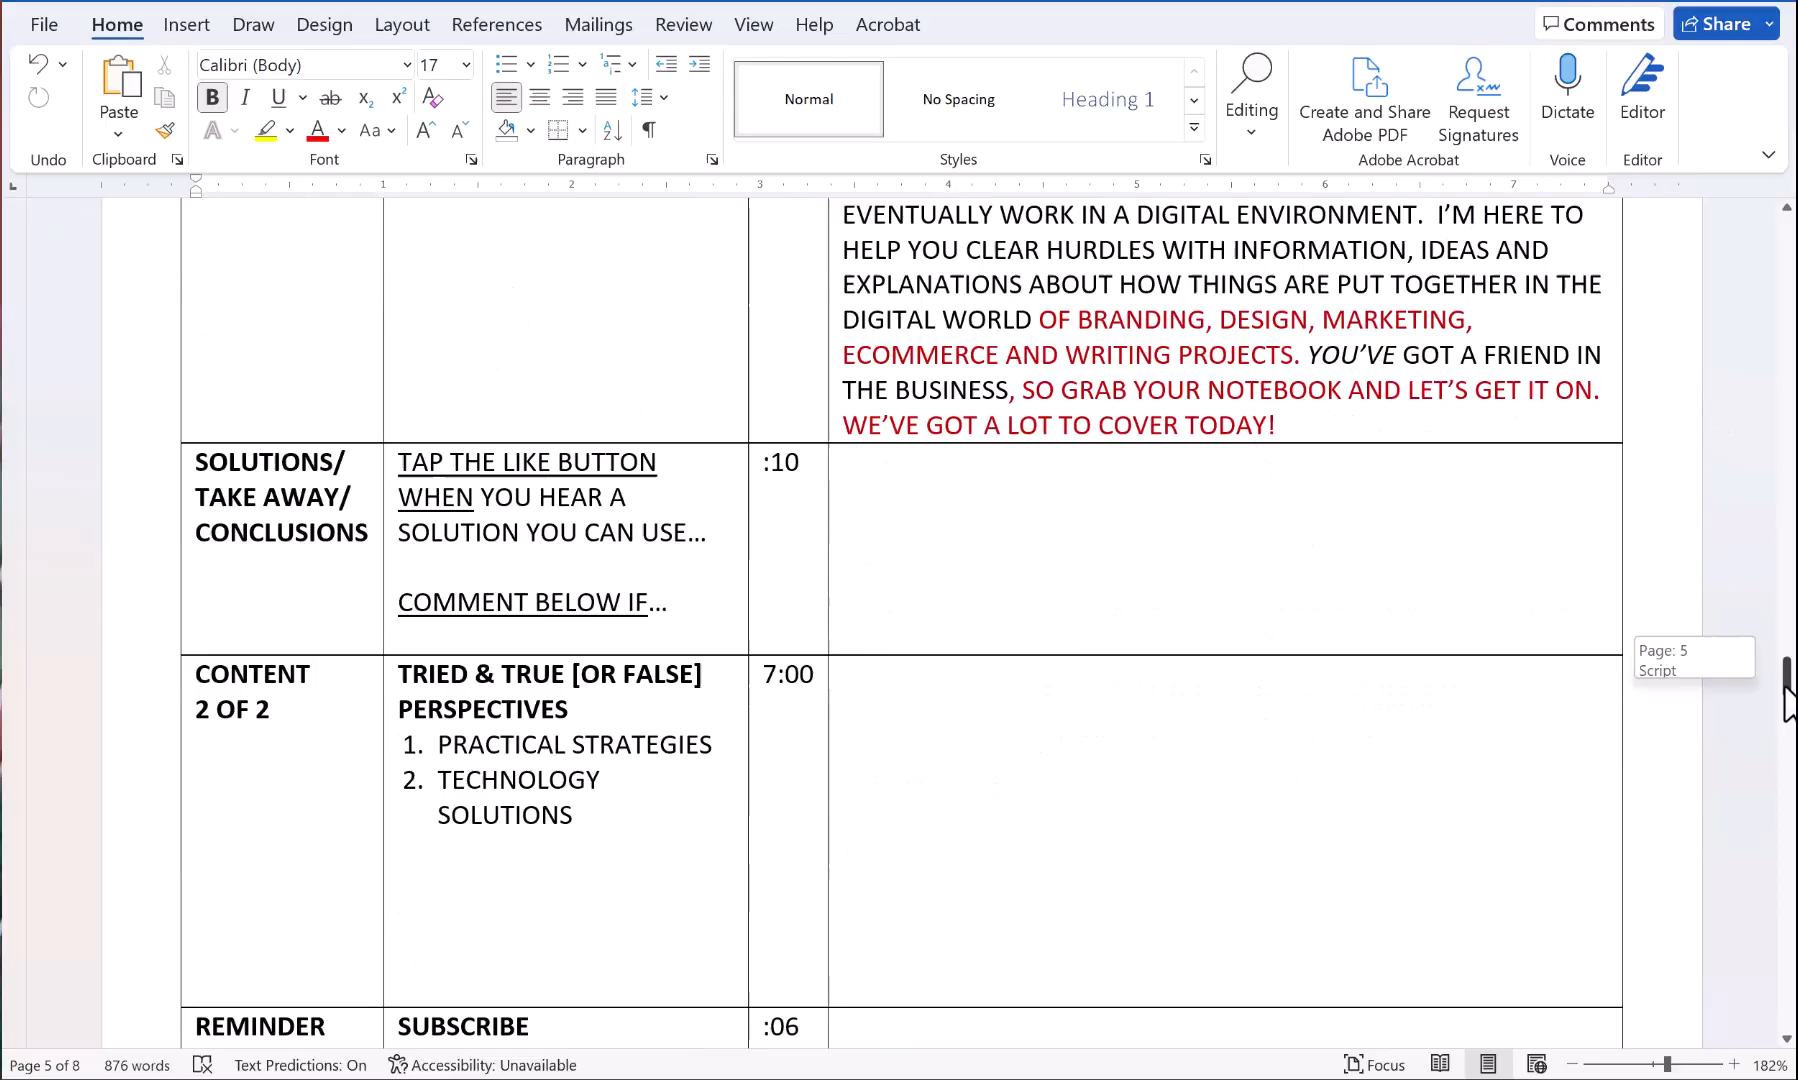 File Home Insert Draw Design Layout References Mailings Review View Help Acrobat Comments Share
Calibri (Body) 17
Paste
Normal No Spacing Heading 1
Editing
Create and Share Adobe PDF
Request Signatures
Dictate
Editor
Undo Clipboard Font Paragraph Styles Adobe Acrobat Voice Editor
1 2 3 4 5 6 7
EVENTUALLY WORK IN A DIGITAL ENVIRONMENT. I’M HERE TO
HELP YOU CLEAR HURDLES WITH INFORMATION, IDEAS AND
EXPLANATIONS ABOUT HOW THINGS ARE PUT TOGETHER IN THE
DIGITAL WORLD OF BRANDING, DESIGN, MARKETING,
ECOMMERCE AND WRITING PROJECTS. YOU’VE GOT A FRIEND IN
THE BUSINESS, SO GRAB YOUR NOTEBOOK AND LET’S GET IT ON.
WE’VE GOT A LOT TO COVER TODAY!
SOLUTIONS/
TAKE AWAY/
CONCLUSIONS
TAP THE LIKE BUTTON
WHEN YOU HEAR A
SOLUTION YOU CAN USE…
COMMENT BELOW IF…
:10
CONTENT
2 OF 2
TRIED & TRUE [OR FALSE]
PERSPECTIVES
1. PRACTICAL STRATEGIES
2. TECHNOLOGY
SOLUTIONS
7:00
Page: 5
Script
REMINDER SUBSCRIBE :06
Page 5 of 8 876 words Text Predictions: On Accessibility: Unavailable Focus 182%